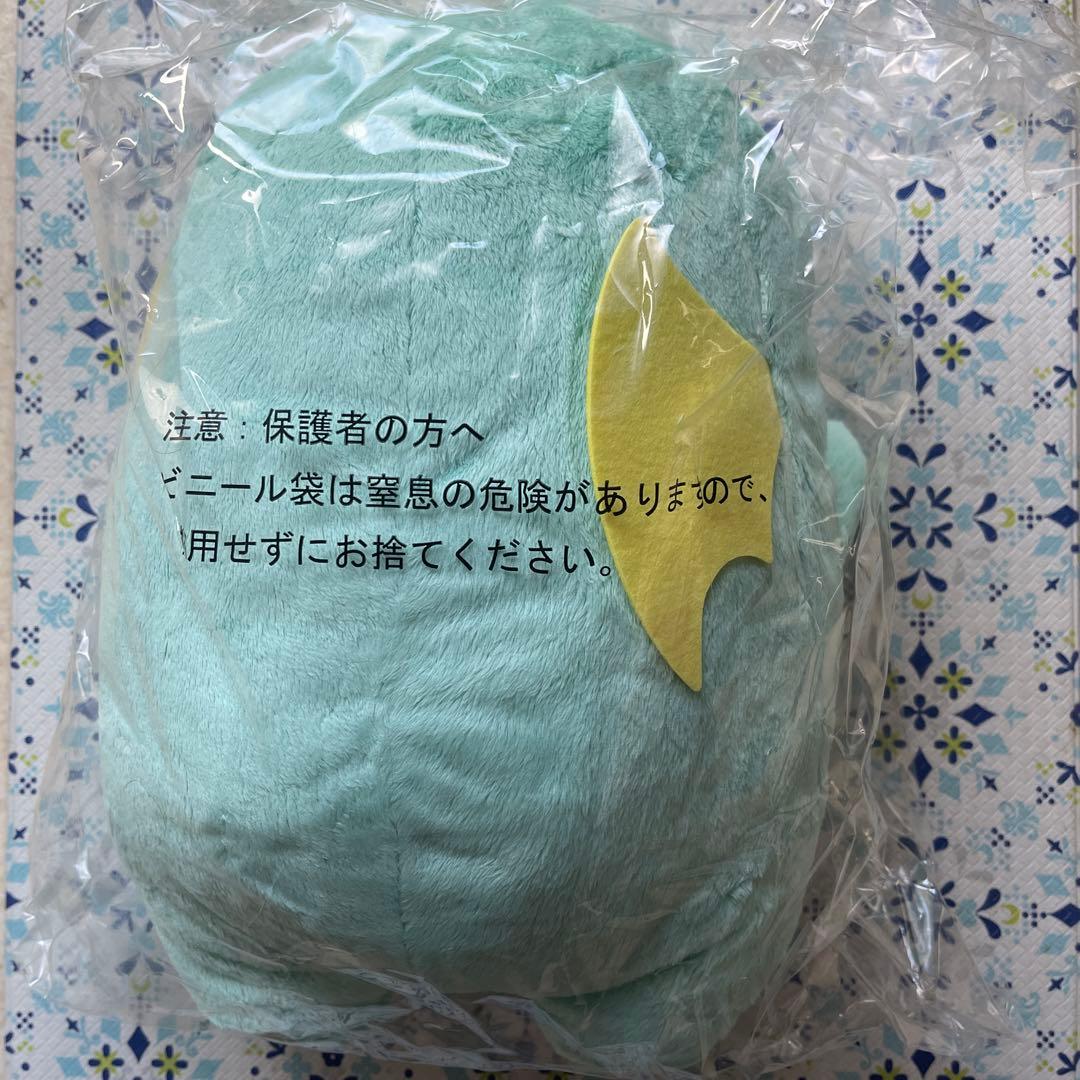 注意：保護者の方へ
ビニール袋は窒息の危険がありますので、
用せずにお捨てください。